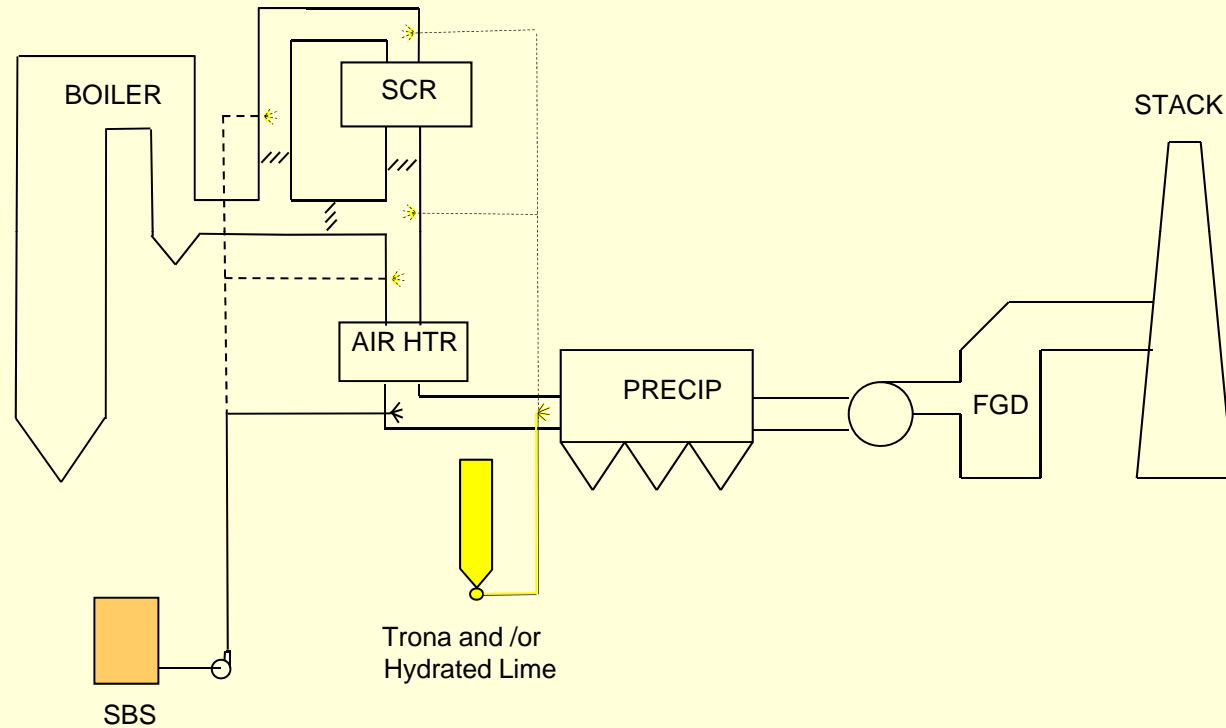 BOILER
SCR
STACK
AIR HTR
PRECIP
FGD
Trona and /or
Hydrated Lime
SBS